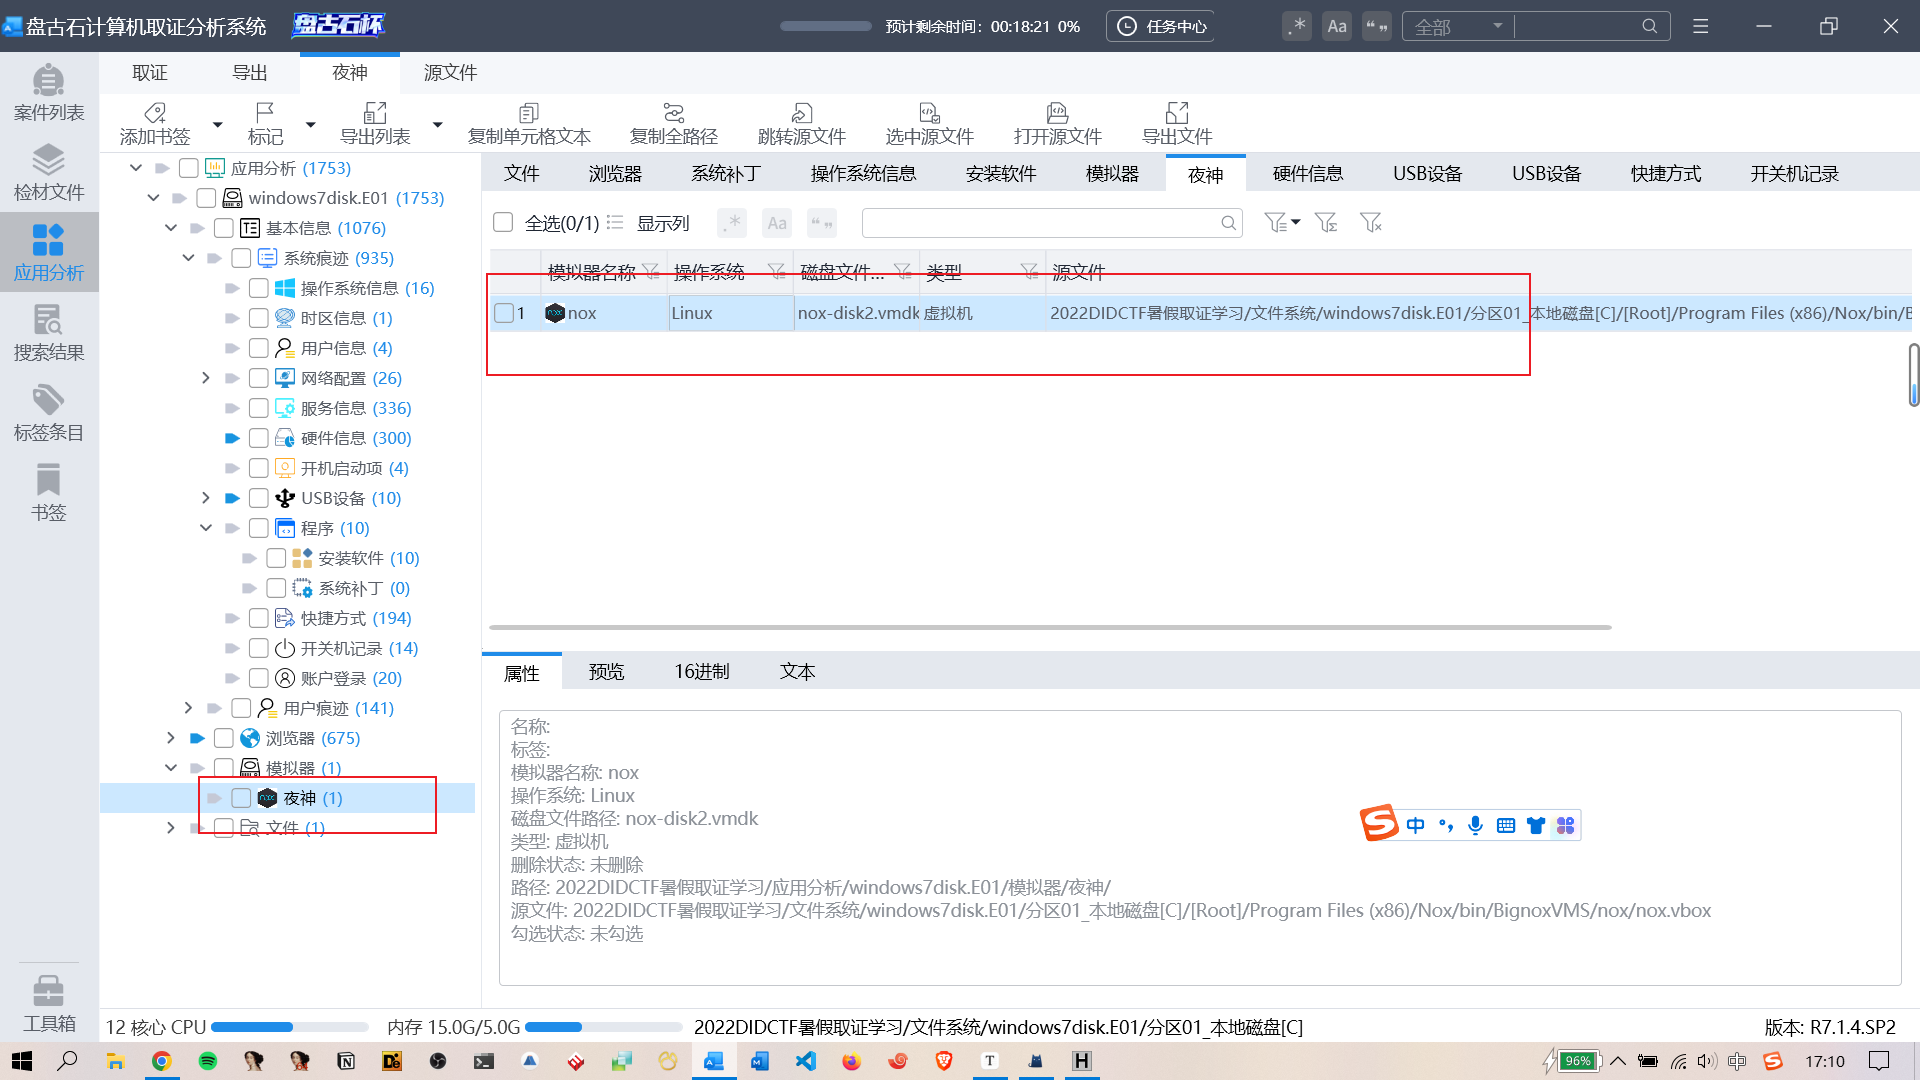 盘古石计算机取证分析系统
盘古石杯
预计剩余时间：00:18:21 0%
任务中心
.*
Aa
全部
取证
导出
夜神
源文件
添加书签
标记
导出列表
复制单元格文本
复制全路径
跳转源文件
选中源文件
打开源文件
导出文件
案件列表
检材文件
应用分析
搜索结果
标签条目
书签
工具箱
应用分析 (1753)
windows7disk.E01 (1753)
基本信息 (1076)
系统痕迹 (935)
操作系统信息 (16)
时区信息 (1)
用户信息 (4)
网络配置 (26)
服务信息 (336)
硬件信息 (300)
开机启动项 (4)
USB设备 (10)
程序 (10)
安装软件 (10)
系统补丁 (0)
快捷方式 (194)
开关机记录 (14)
账户登录 (20)
用户痕迹 (141)
浏览器 (675)
模拟器 (1)
夜神 (1)
文件 (1)
文件
浏览器
系统补丁
操作系统信息
安装软件
模拟器
夜神
硬件信息
USB设备
USB设备
快捷方式
开关机记录
全选(0/1)
显示列
.*
Aa
模拟器名称
操作系统
磁盘文件...
类型
源文件
1
nox
Linux
nox-disk2.vmdk
虚拟机
2022DIDCTF暑假取证学习/文件系统/windows7disk.E01/分区01_本地磁盘[C]/[Root]/Program Files (x86)/Nox/bin/B
属性
预览
16进制
文本
名称:
标签:
模拟器名称: nox
操作系统: Linux
磁盘文件路径: nox-disk2.vmdk
类型: 虚拟机
删除状态: 未删除
路径: 2022DIDCTF暑假取证学习/应用分析/windows7disk.E01/模拟器/夜神/
源文件: 2022DIDCTF暑假取证学习/文件系统/windows7disk.E01/分区01_本地磁盘[C]/[Root]/Program Files (x86)/Nox/bin/BignoxVMS/nox/nox.vbox
勾选状态: 未勾选
中
12 核心 CPU
内存 15.0G/5.0G
2022DIDCTF暑假取证学习/文件系统/windows7disk.E01/分区01_本地磁盘[C]
版本: R7.1.4.SP2
96%
中
17:10